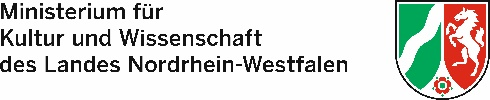 Ministerium für
Kultur und Wissenschaft
des Landes Nordrhein-Westfalen